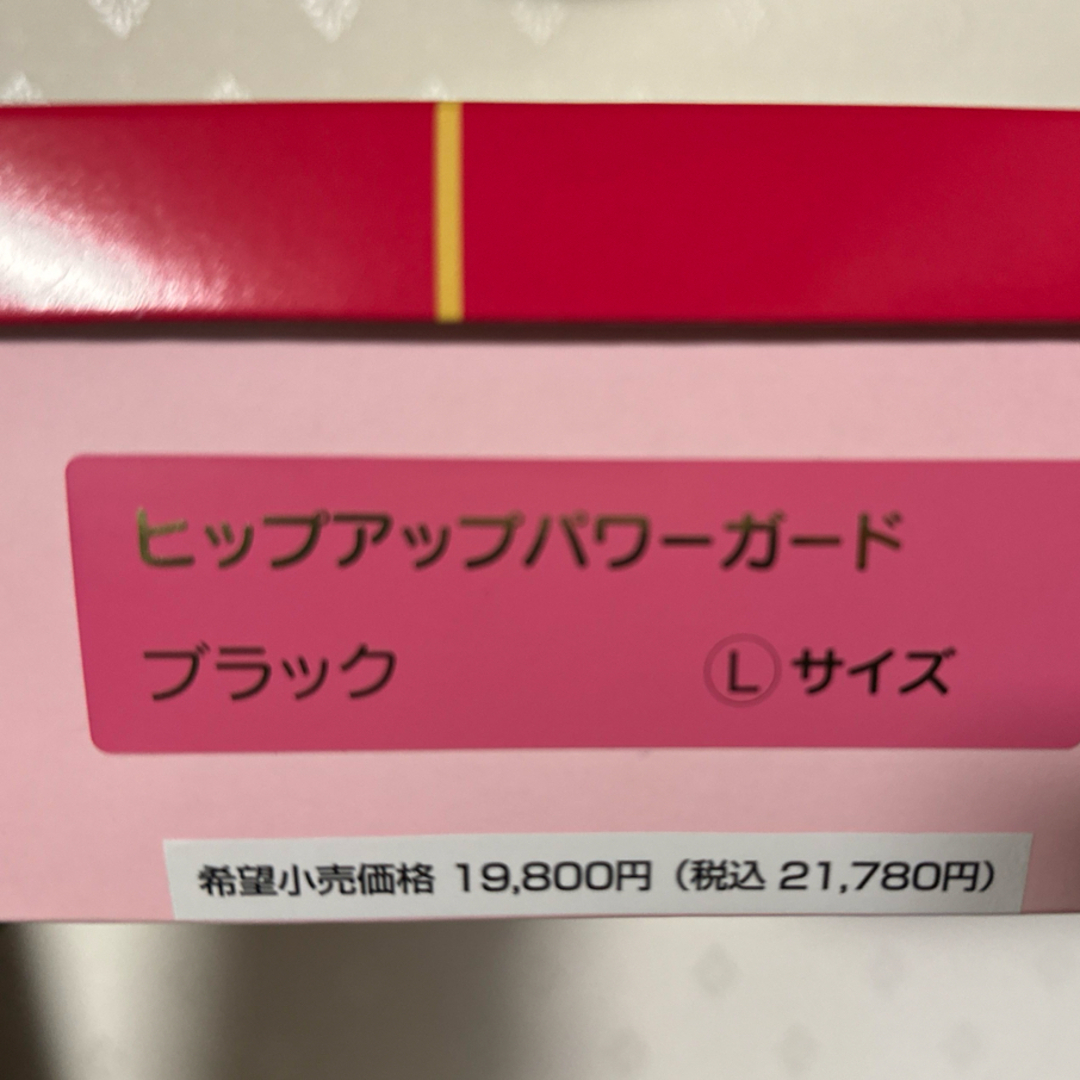 ヒップアップパワーガード
ブラック Ⓛサイズ
希望小売価格 19,800円（税込 21,780円）